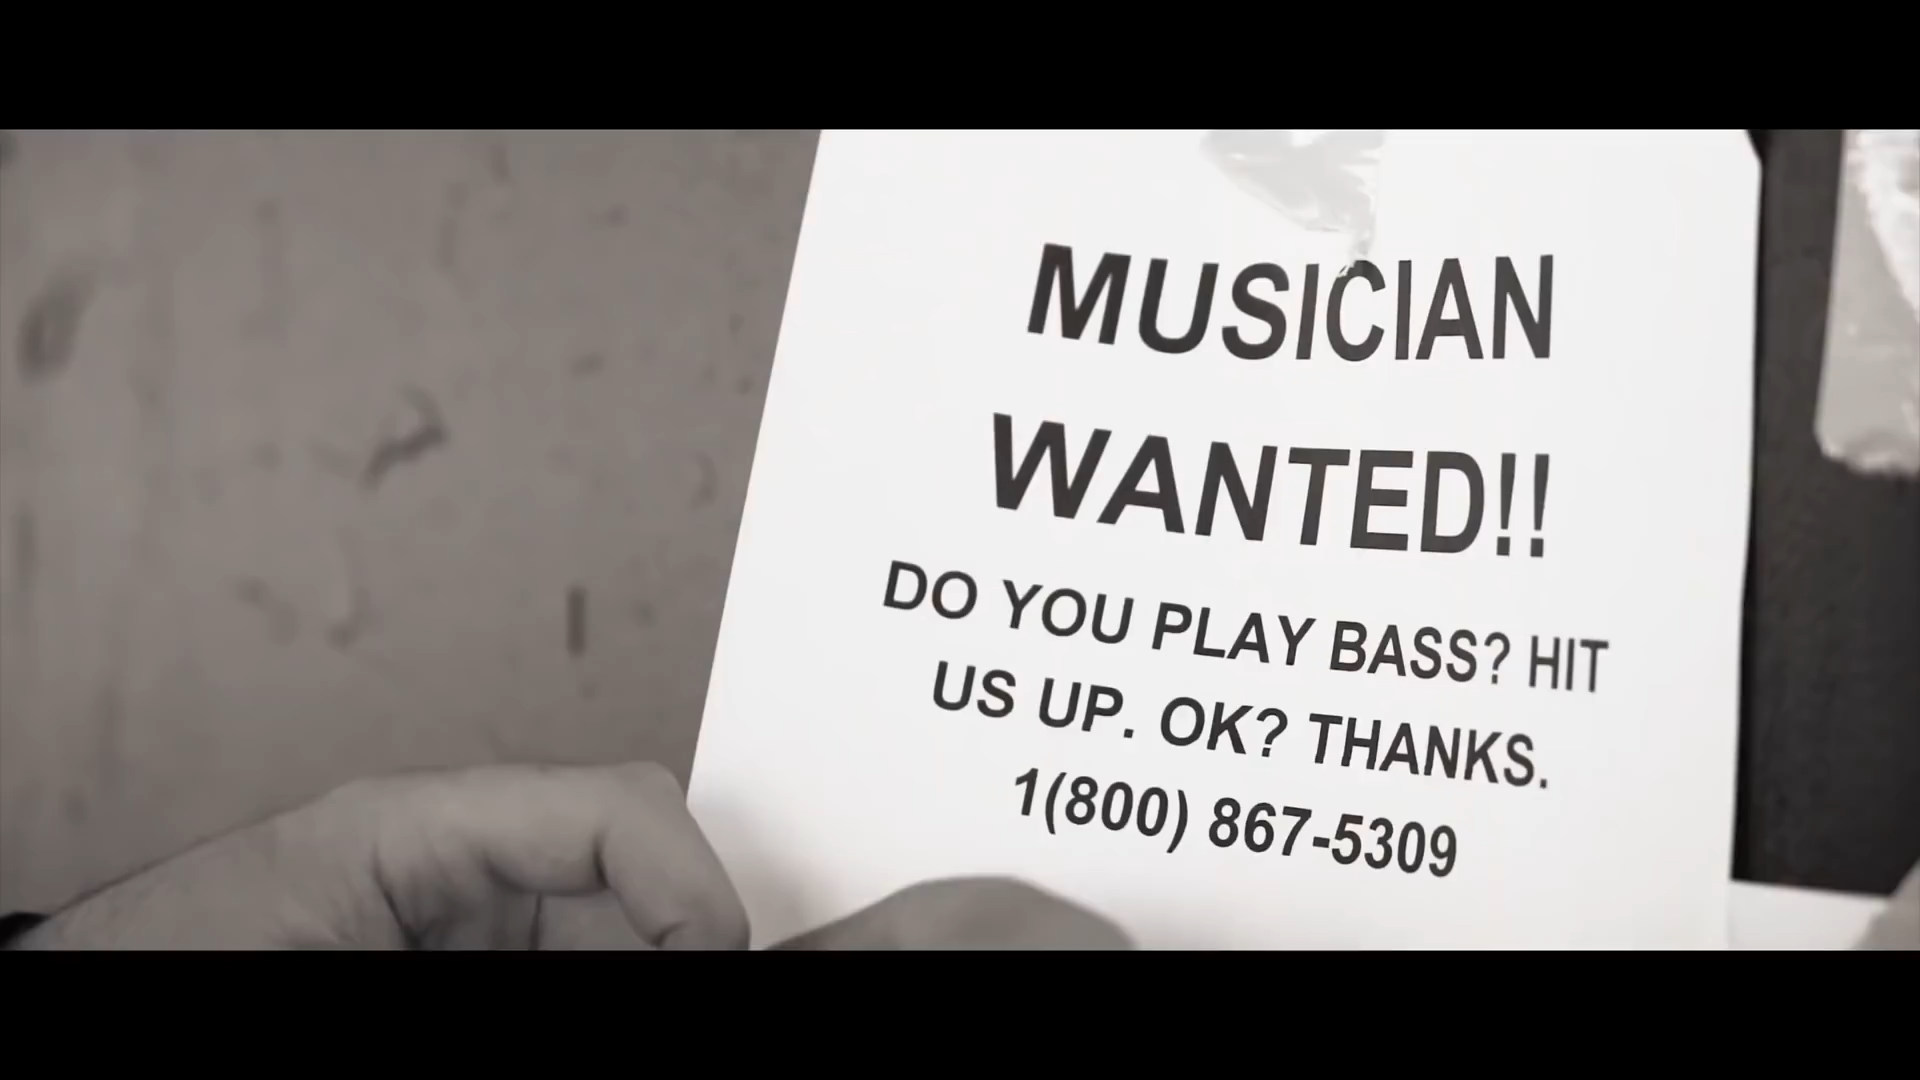 MUSICIAN
WANTED!!
DO YOU PLAY BASS? HIT
US UP. OK? THANKS.
1(800) 867-5309